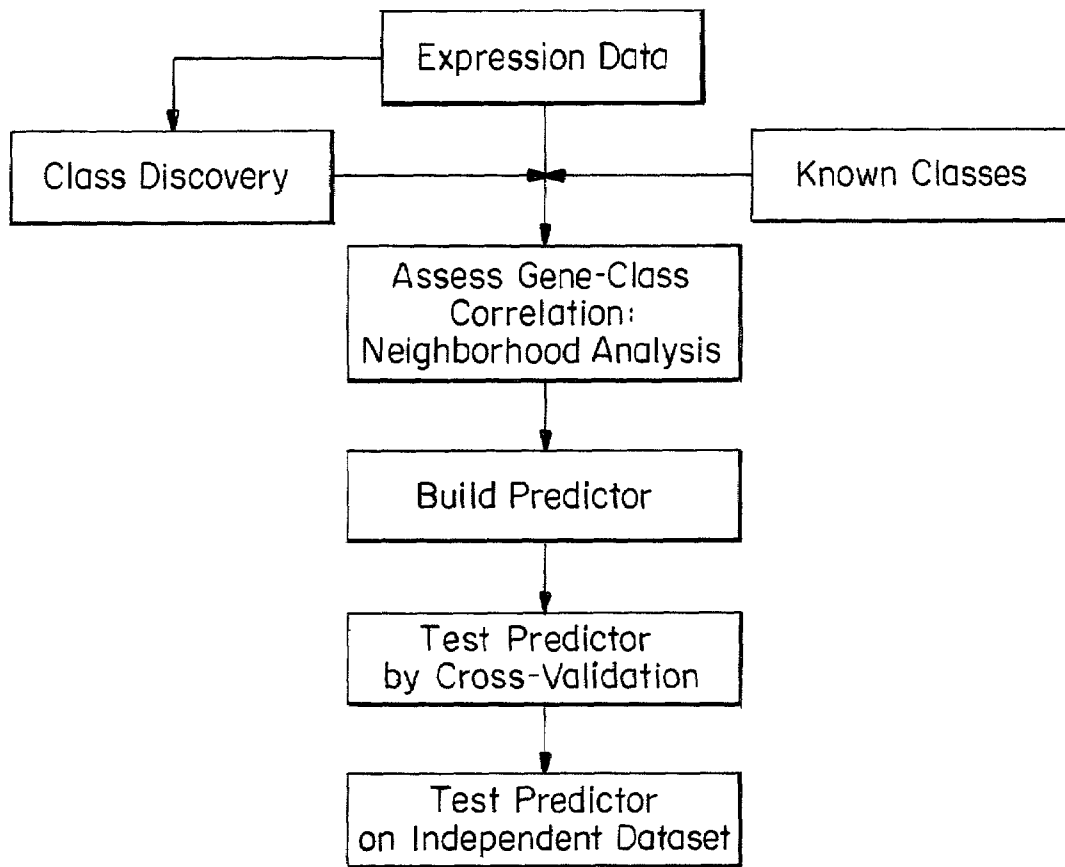 Expression Data
Class Discovery
Known Classes
Assess Gene-Class
Correlation:
Neighborhood Analysis
Build Predictor
Test Predictor
by Cross-Validation
Test Predictor
on Independent Dataset